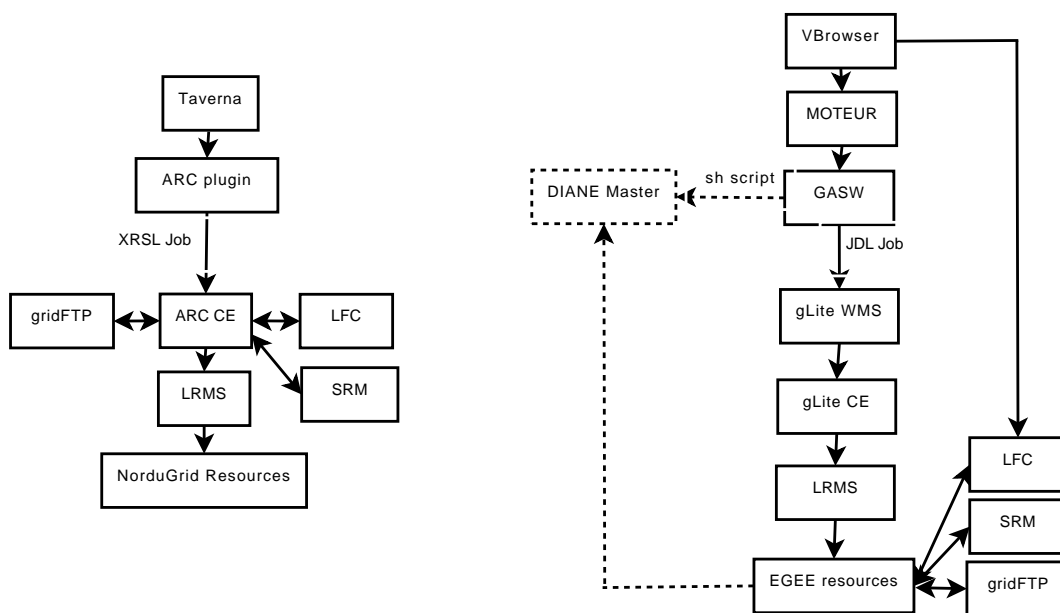 Taverna
ARC plugin
XRSL Job
gridFTP
ARC CE
LFC
LRMS
SRM
NorduGrid Resources
VBrowser
MOTEUR
DIANE Master
sh script
GASW
JDL Job
gLite WMS
gLite CE
LRMS
LFC
SRM
EGEE resources
gridFTP